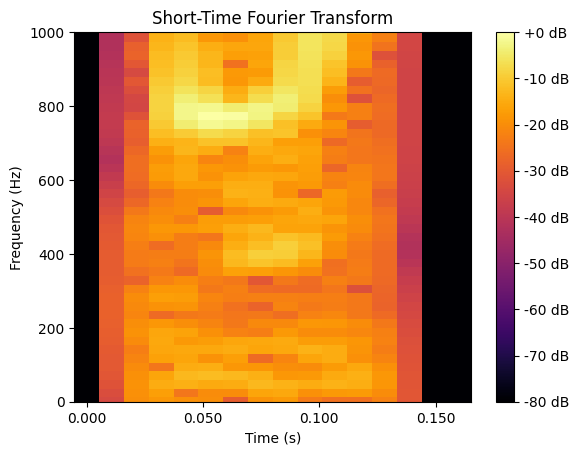 Short-Time Fourier Transform
Frequency (Hz)
1000
800
600
400
200
0
0.000
0.050
0.100
0.150
Time (s)
+0 dB
-10 dB
-20 dB
-30 dB
-40 dB
-50 dB
-60 dB
-70 dB
-80 dB